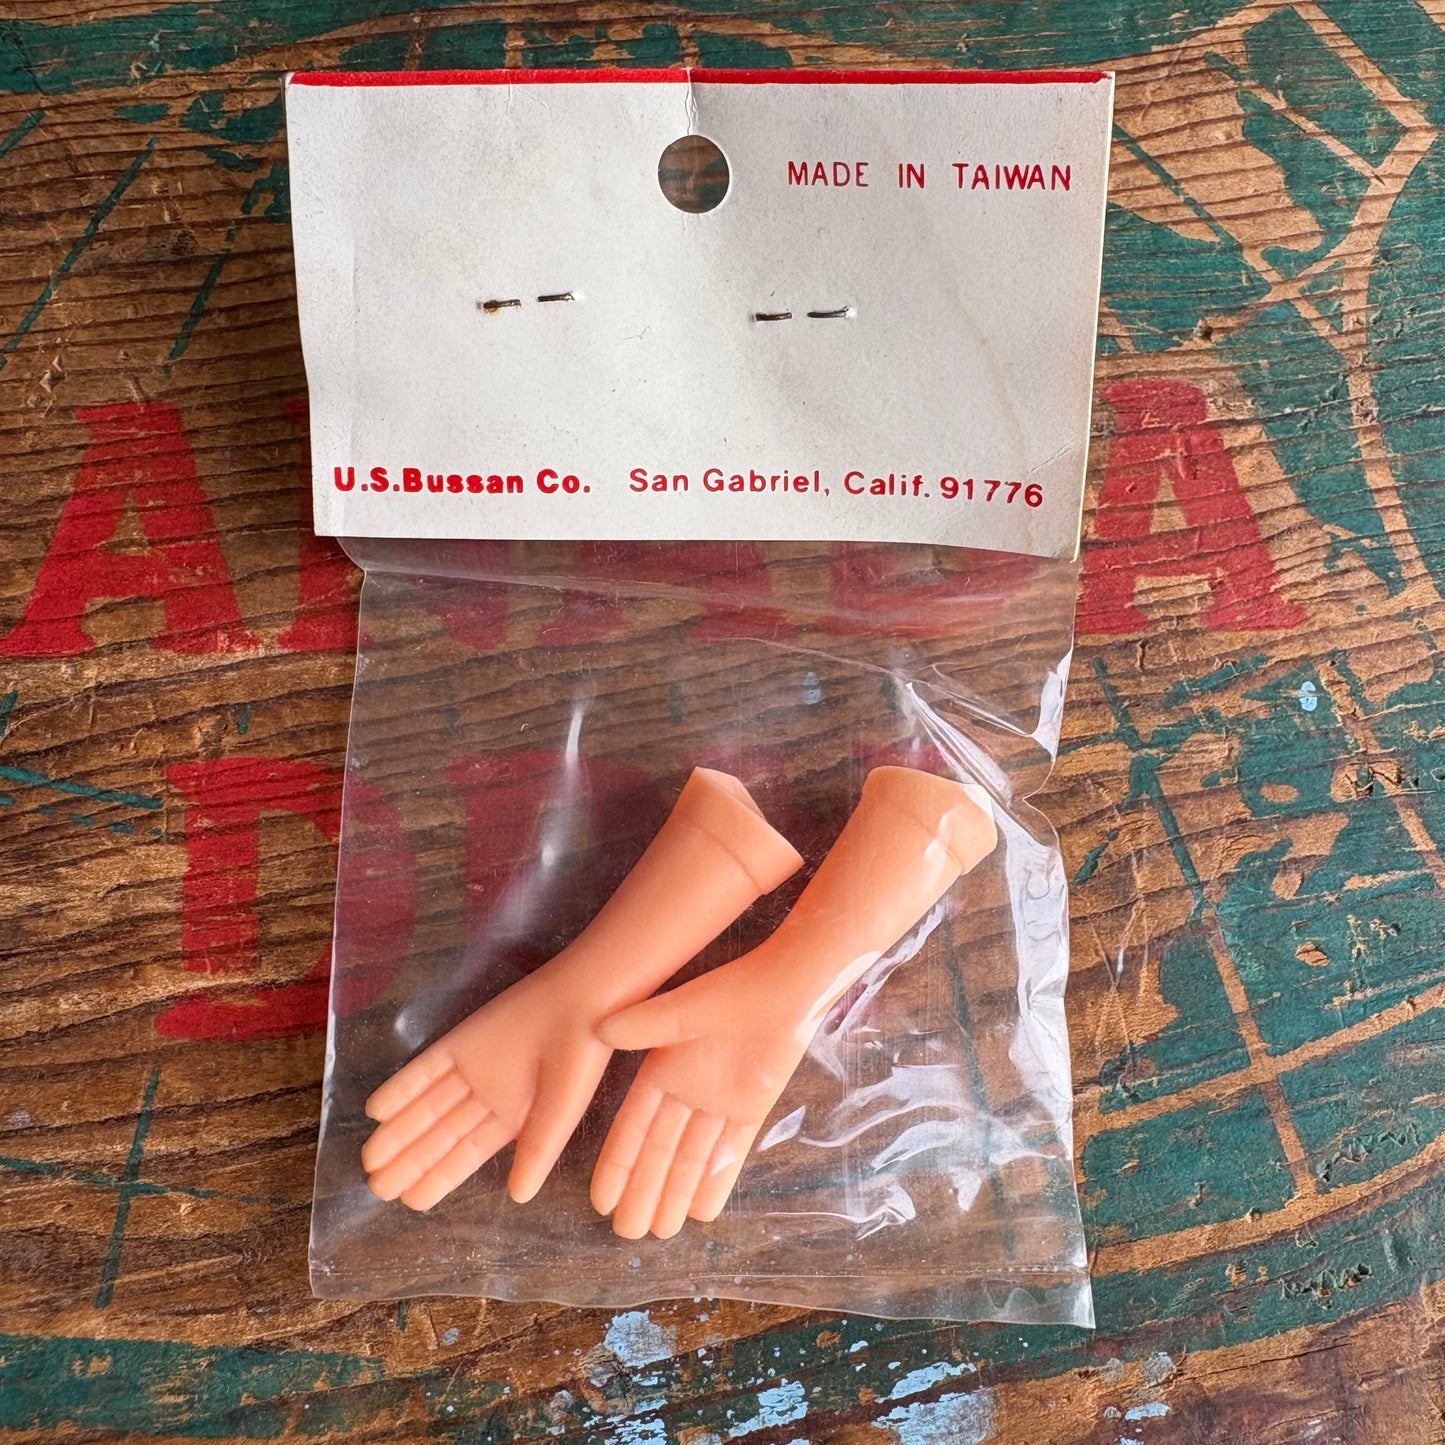 MADE IN TAIWAN
U.S.Bussan Co. San Gabriel, Calif. 91776